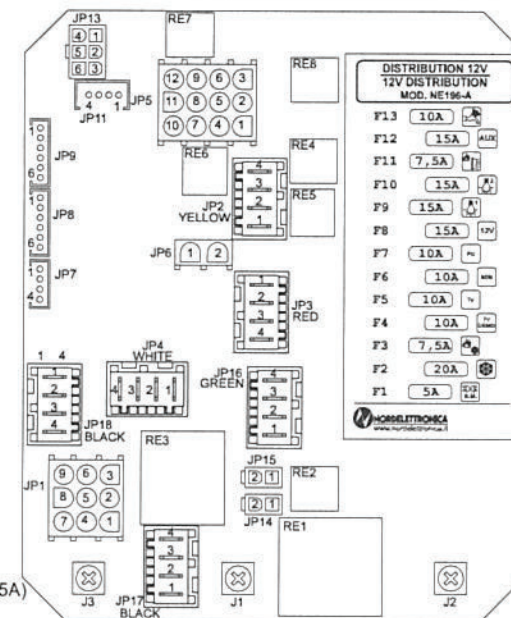 JP13
4 1
5 2
6 3
RE7
JP5
4 1
JP11
12 9 6 3
11 8 5 2
10 7 4 1
RE8
1
JP9
6
RE6
RE4
JP2
YELLOW
4
3
2
1
RE5
1
JP8
6
JP6
1 2
1
JP7
4
1
2
3
4
JP3
RED
JP4
WHITE
4 3 2 1
1 4
1
2
3
4
JP18
BLACK
JP16
GREEN
4
3
2
1
JP1
9 6 3
8 5 2
7 4 1
RE3
JP15
2 1
2 1
JP14
RE2
RE1
5A)
J3
4
3
2
1
JP17
BLACK
J1
J2
DISTRIBUTION 12V
12V DISTRIBUTION
MOD. NE196-A
F13 10A
F12 15A AUX
F11 7,5A
F10 15A
F9 15A
F8 15A 12V
F7 10A
F6 10A
F5 10A TV
F4 10A
F3 7,5A
F2 20A
F1 5A
NORDELETTRONICA
www.nordelettronica.it